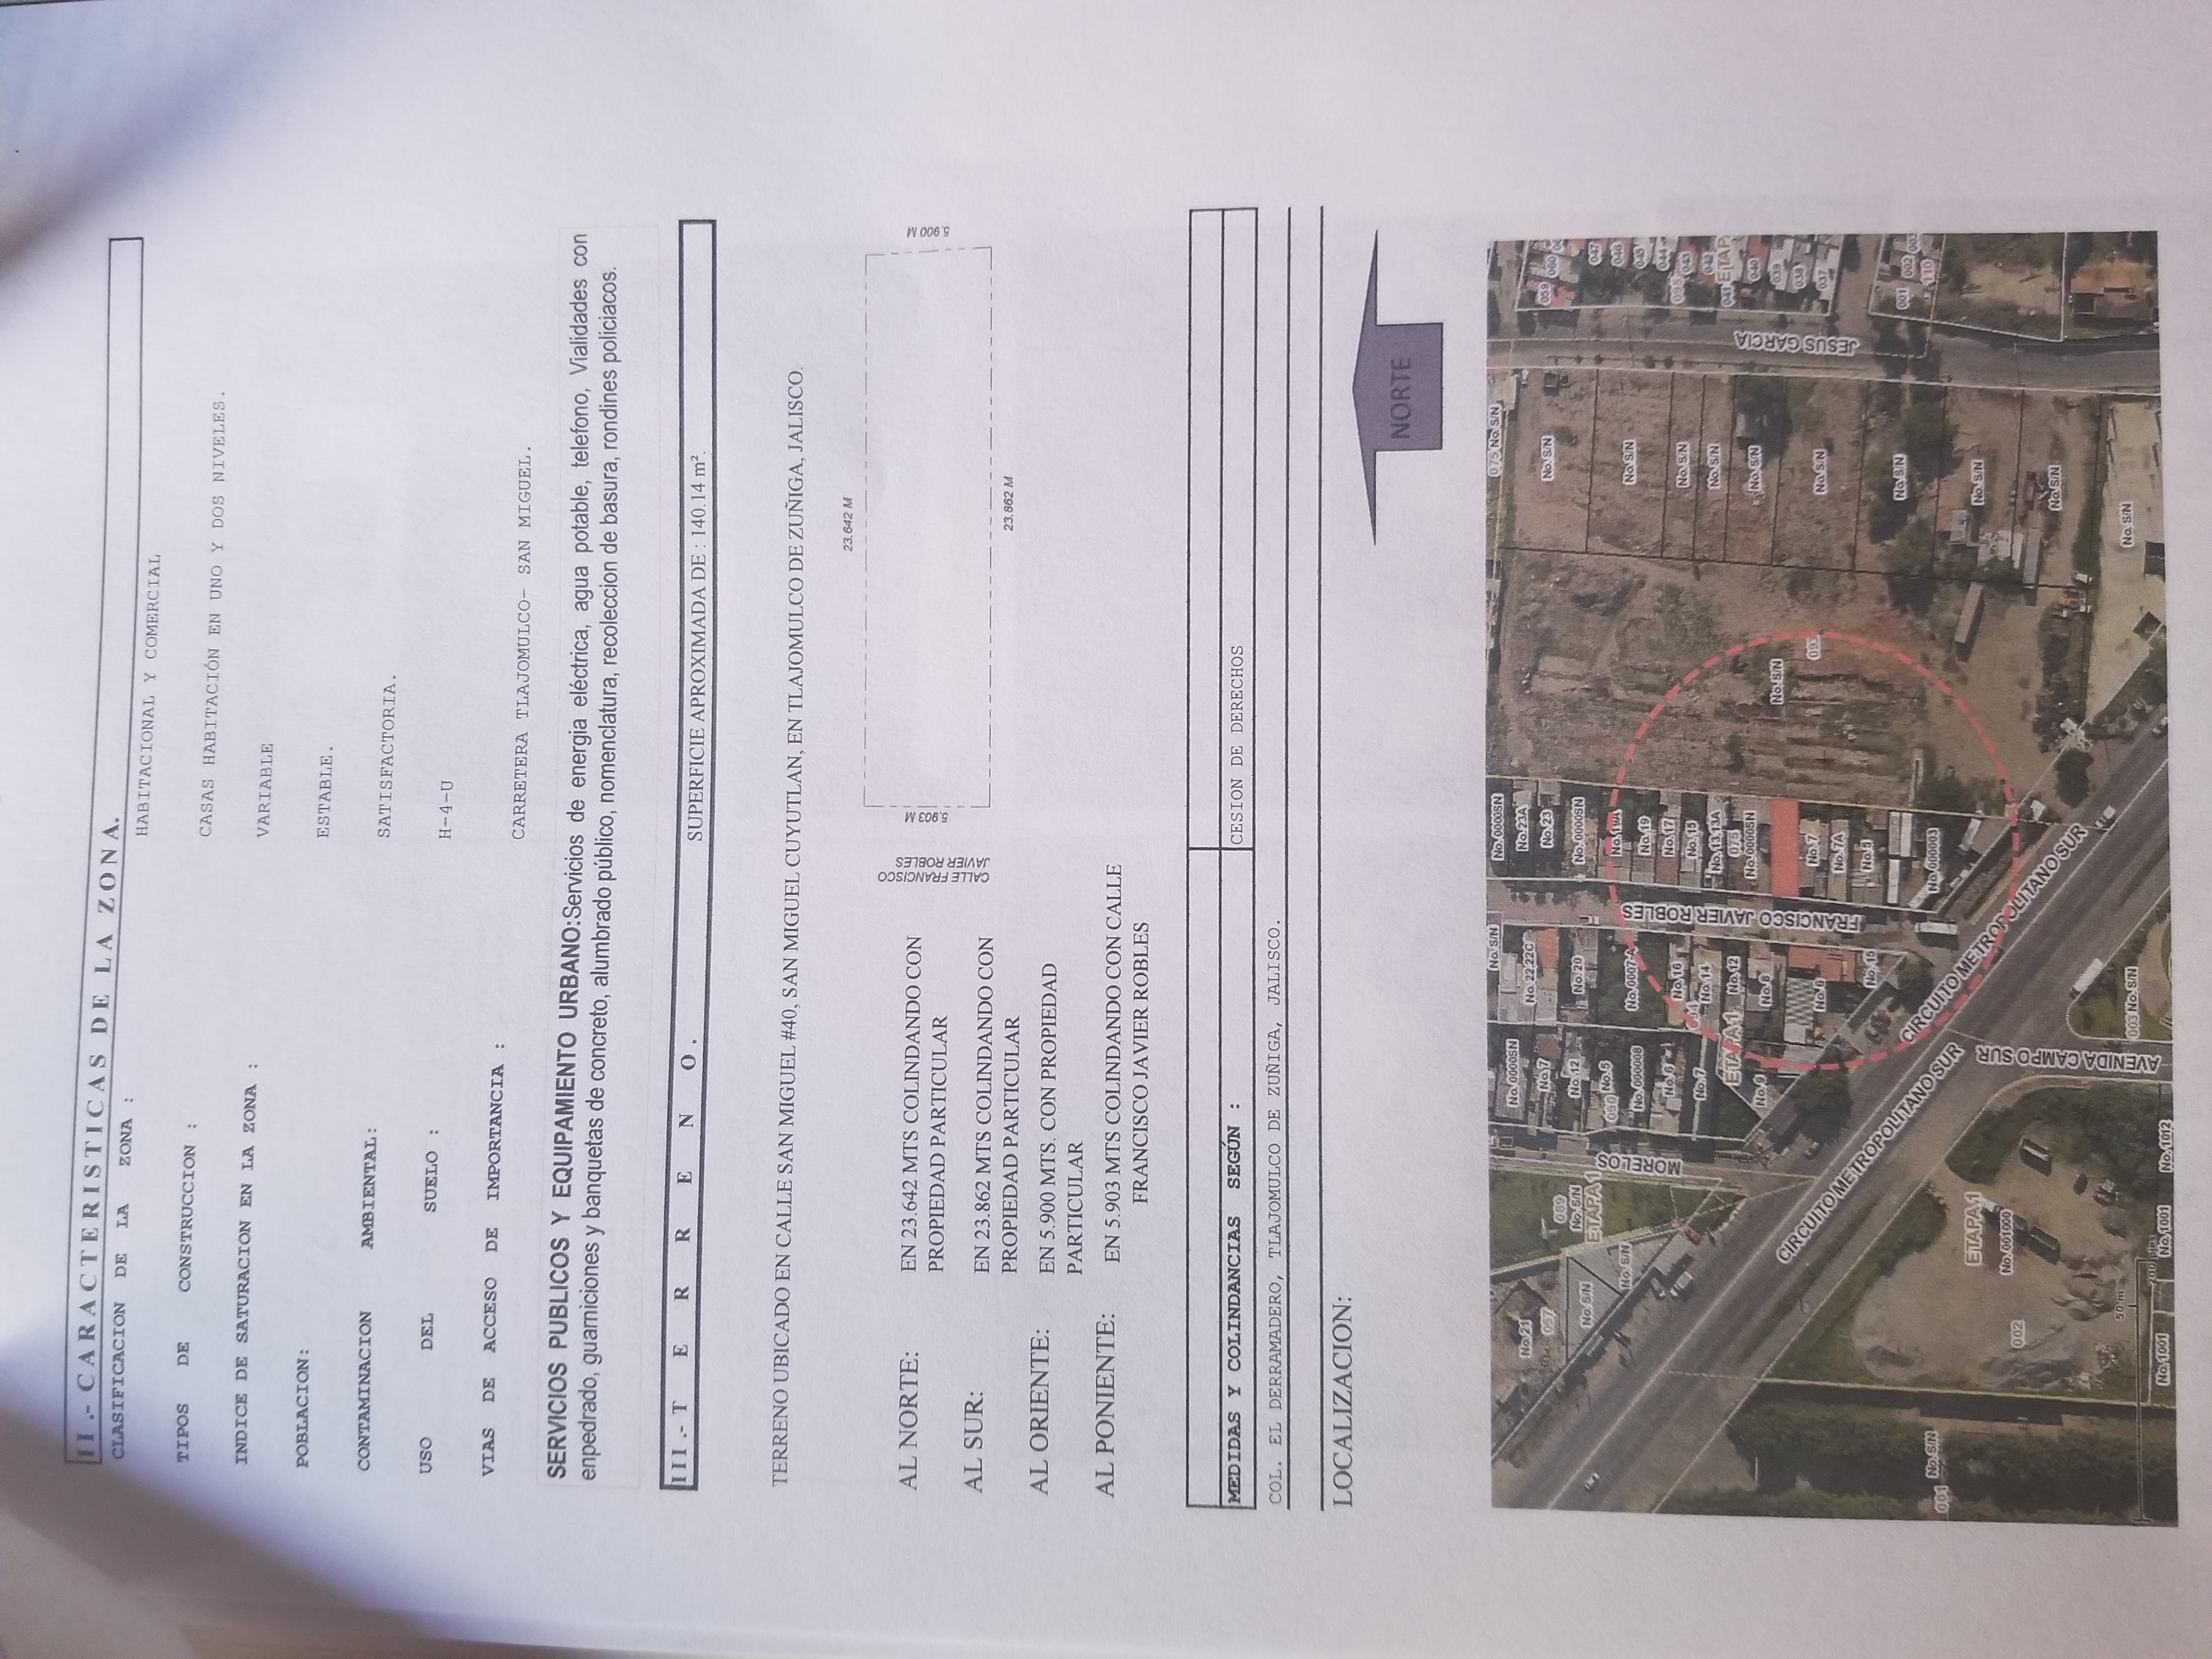 II.- CARACTERISTICAS DE LA ZONA.
CLASIFICACION DE LA ZONA :
HABITACIONAL Y COMERCIAL
TIPOS DE CONSTRUCCION :
CASAS HABITACIÓN EN UNO Y DOS NIVELES.
INDICE DE SATURACION EN LA ZONA :
VARIABLE
POBLACION:
ESTABLE.
CONTAMINACION AMBIENTAL:
SATISFACTORIA.
USO DEL SUELO :
H-4-U
VIAS DE ACCESO DE IMPORTANCIA :
CARRETERA TLAJOMULCO- SAN MIGUEL.
SERVICIOS PUBLICOS Y EQUIPAMIENTO URBANO:Servicios de energia eléctrica, agua potable, telefono, Vialidades con
enpedrado, guarniciones y banquetas de concreto, alumbrado público, nomenclatura, recoleccion de basura, rondines policiacos.
III.-T E R R E N O.
SUPERFICIE APROXIMADA DE : 140.14 m².
TERRENO UBICADO EN CALLE SAN MIGUEL #40, SAN MIGUEL CUYUTLAN, EN TLAJOMULCO DE ZUÑIGA, JALISCO.
23.642 M
CALLE FRANCISCO
JAVIER ROBLES
5.903 M
5.900 M
23.862 M
AL NORTE: EN 23.642 MTS COLINDANDO CON
PROPIEDAD PARTICULAR
AL SUR: EN 23.862 MTS COLINDANDO CON
PROPIEDAD PARTICULAR
AL ORIENTE: EN 5.900 MTS. CON PROPIEDAD
PARTICULAR
AL PONIENTE: EN 5.903 MTS COLINDANDO CON CALLE
FRANCISCO JAVIER ROBLES
MEDIDAS Y COLINDANCIAS SEGÚN :
CESION DE DERECHOS
COL. EL DERRAMADERO, TLAJOMULCO DE ZUÑIGA, JALISCO.
LOCALIZACION:
NORTE
No.21
057
No.S/N
No.S/N
089
No.S/N
ETAPA 1
MORELOS
No.0000SN
No.7
No.12
090 No.5
No.000008
No.6
No.7
ETAPA 1
No.9
No.S/N
No.22,22C
No.20
No.0007-A
No.16
No.14
No.12
No.8
No.6
No.15
FRANCISCO JAVIER ROBLES
No.0000SN
No.23A
No.23
No.0000SN
No.19A
No.19
No.17
No.15
No.13,13A
075
No.0000SN
No.7
No.7A
No.5
No.000003
No.S/N
093
075 No.S/N
No.S/N
No.S/N
No.S/N
No.S/N
No.S/N
No.S/N
No.S/N
No.S/N
No.S/N
No.S/N
JESUS GARCIA
059
060
047
046
045
044
095
043
042
041
040
039
038
037
001
002
003
110
CIRCUITO METROPOLITANO SUR
CIRCUITO METROPOLITANO SUR
AVENIDA CAMPO SUR
001 No.S/N
ETAPA 1
No.001000
002
50 m
200 pies
No.1001
No.1001
No.1012
003 No.S/N